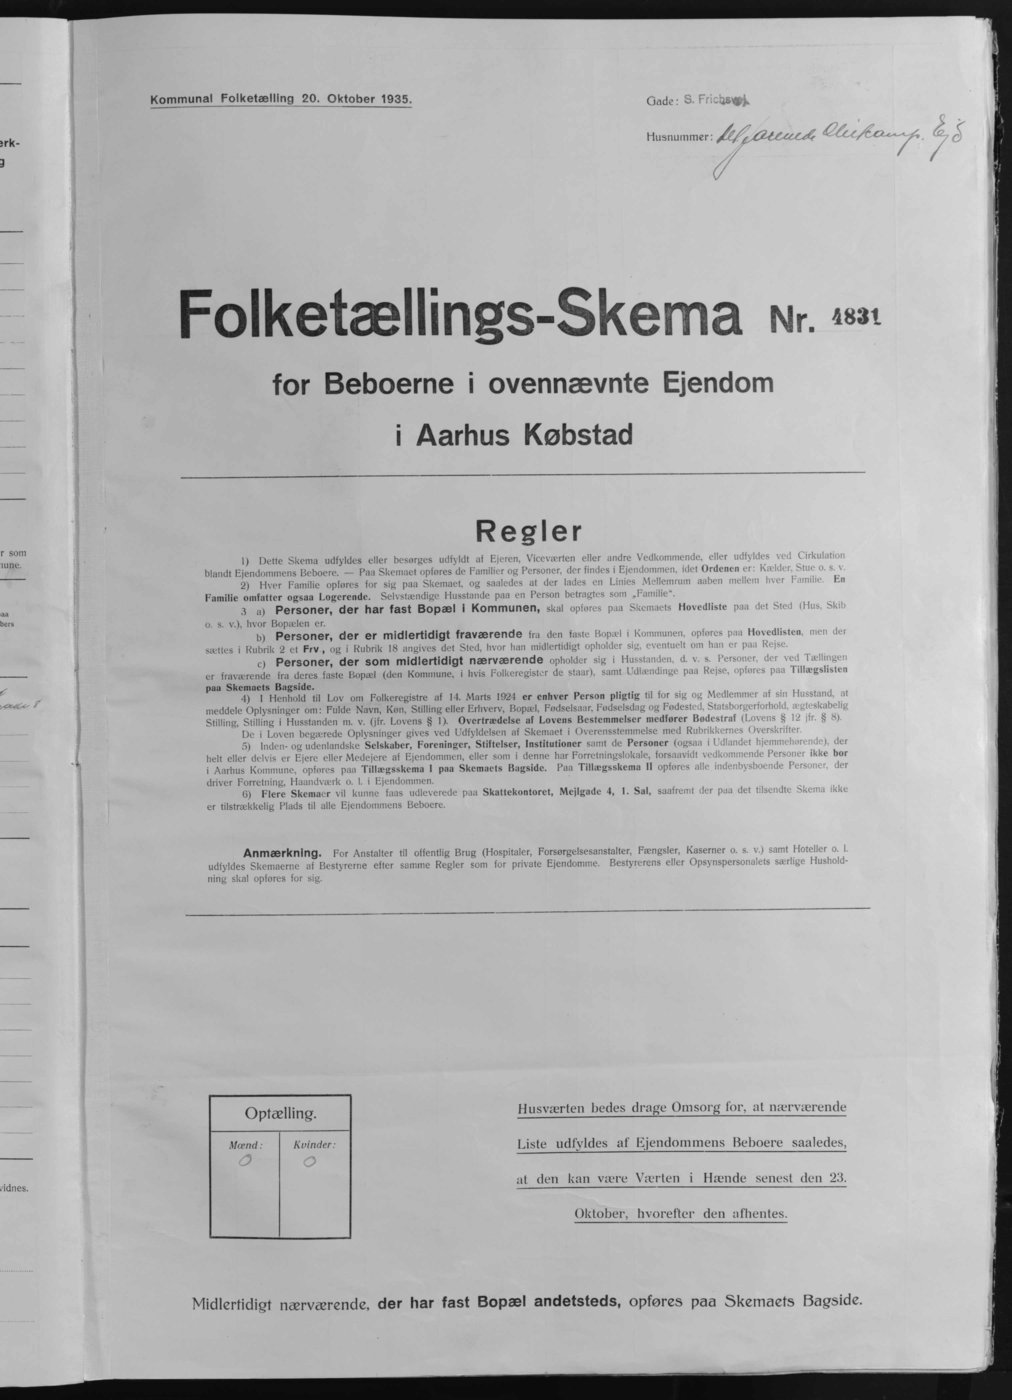 Kommunal Folketælling 20. Oktober 1935.
Gade: S. Frichsvej.
Husnummer: Ejd
Folketællings-Skema Nr. 4831
for Beboerne i ovennævnte Ejendom
i Aarhus Købstad
Regler
1) Dette Skema udfyldes eller besørges udfyldt af Ejeren, Viceværten eller andre Vedkommende, eller udfyldes ved Cirkulation
blandt Ejendommens Beboere. — Paa Skemaet opføres de Familier og Personer, der findes i Ejendommen, idet Ordenen er: Kælder, Stue o. s. v.
2) Hver Familie opføres for sig paa Skemaet, og saaledes at der lades en Linies Mellemrum aaben mellem hver Familie. En
Familie omfatter ogsaa Logerende. Selvstændige Husstande paa en Person betragtes som „Familie“.
3 a) Personer, der har fast Bopæl i Kommunen, skal opføres paa Skemaets Hovedliste paa det Sted (Hus, Skib
o. s. v.), hvor Bopælen er.
b) Personer, der er midlertidigt fraværende fra den faste Bopæl i Kommunen, opføres paa Hovedlisten, men der
sættes i Rubrik 2 et Frv., og i Rubrik 18 angives det Sted, hvor han midlertidigt opholder sig, eventuelt om han er paa Rejse.
c) Personer, der som midlertidigt nærværende opholder sig i Husstanden, d. v. s. Personer, der ved Tællingen
er fraværende fra deres faste Bopæl (den Kommune, i hvis Folkeregister de staar), samt Udlændinge paa Rejse, opføres paa Tillægslisten
paa Skemaets Bagside.
4) I Henhold til Lov om Folkeregistre af 14. Marts 1924 er enhver Person pligtig til for sig og Medlemmer af sin Husstand, at
meddele Oplysninger om: Fulde Navn, Køn, Stilling eller Erhverv, Bopæl, Fødselsaar, Fødselsdag og Fødested, Statsborgerforhold, ægteskabelig
Stilling, Stilling i Husstanden m. v. (jfr. Lovens § 1). Overtrædelse af Lovens Bestemmelser medfører Bødestraf (Lovens § 12 jfr. § 8).
De i Loven begærede Oplysninger gives ved Udfyldelsen af Skemaet i Overensstemmelse med Rubrikkernes Overskrifter.
5) Inden- og udenlandske Selskaber, Foreninger, Stiftelser, Institutioner samt de Personer (ogsaa i Udlandet hjemmehørende), der
helt eller delvis er Ejere eller Medejere af Ejendommen, eller som i denne har Forretningslokale, forsaavidt vedkommende Personer ikke bor
i Aarhus Kommune, opføres paa Tillægsskema I paa Skemaets Bagside. Paa Tillægsskema II opføres alle indenbysboende Personer, der
driver Forretning, Haandværk o. l. i Ejendommen.
6) Flere Skemaer vil kunne faas udleverede paa Skattekontoret, Mejlgade 4, 1. Sal, saafremt der paa det tilsendte Skema ikke
er tilstrækkelig Plads til alle Ejendommens Beboere.
Anmærkning. For Anstalter til offentlig Brug (Hospitaler, Forsørgelsesanstalter, Fængsler, Kaserner o. s. v.) samt Hoteller o. l.
udfyldes Skemaerne af Bestyrerne efter samme Regler som for private Ejendomme. Bestyrerens eller Opsynspersonalets særlige Hushold-
ning skal opføres for sig.
Optælling.
Mænd: Kvinder:
0 0
Husværten bedes drage Omsorg for, at nærværende
Liste udfyldes af Ejendommens Beboere saaledes,
at den kan være Værten i Hænde senest den 23.
Oktober, hvorefter den afhentes.
Midlertidigt nærværende, der har fast Bopæl andetsteds, opføres paa Skemaets Bagside.